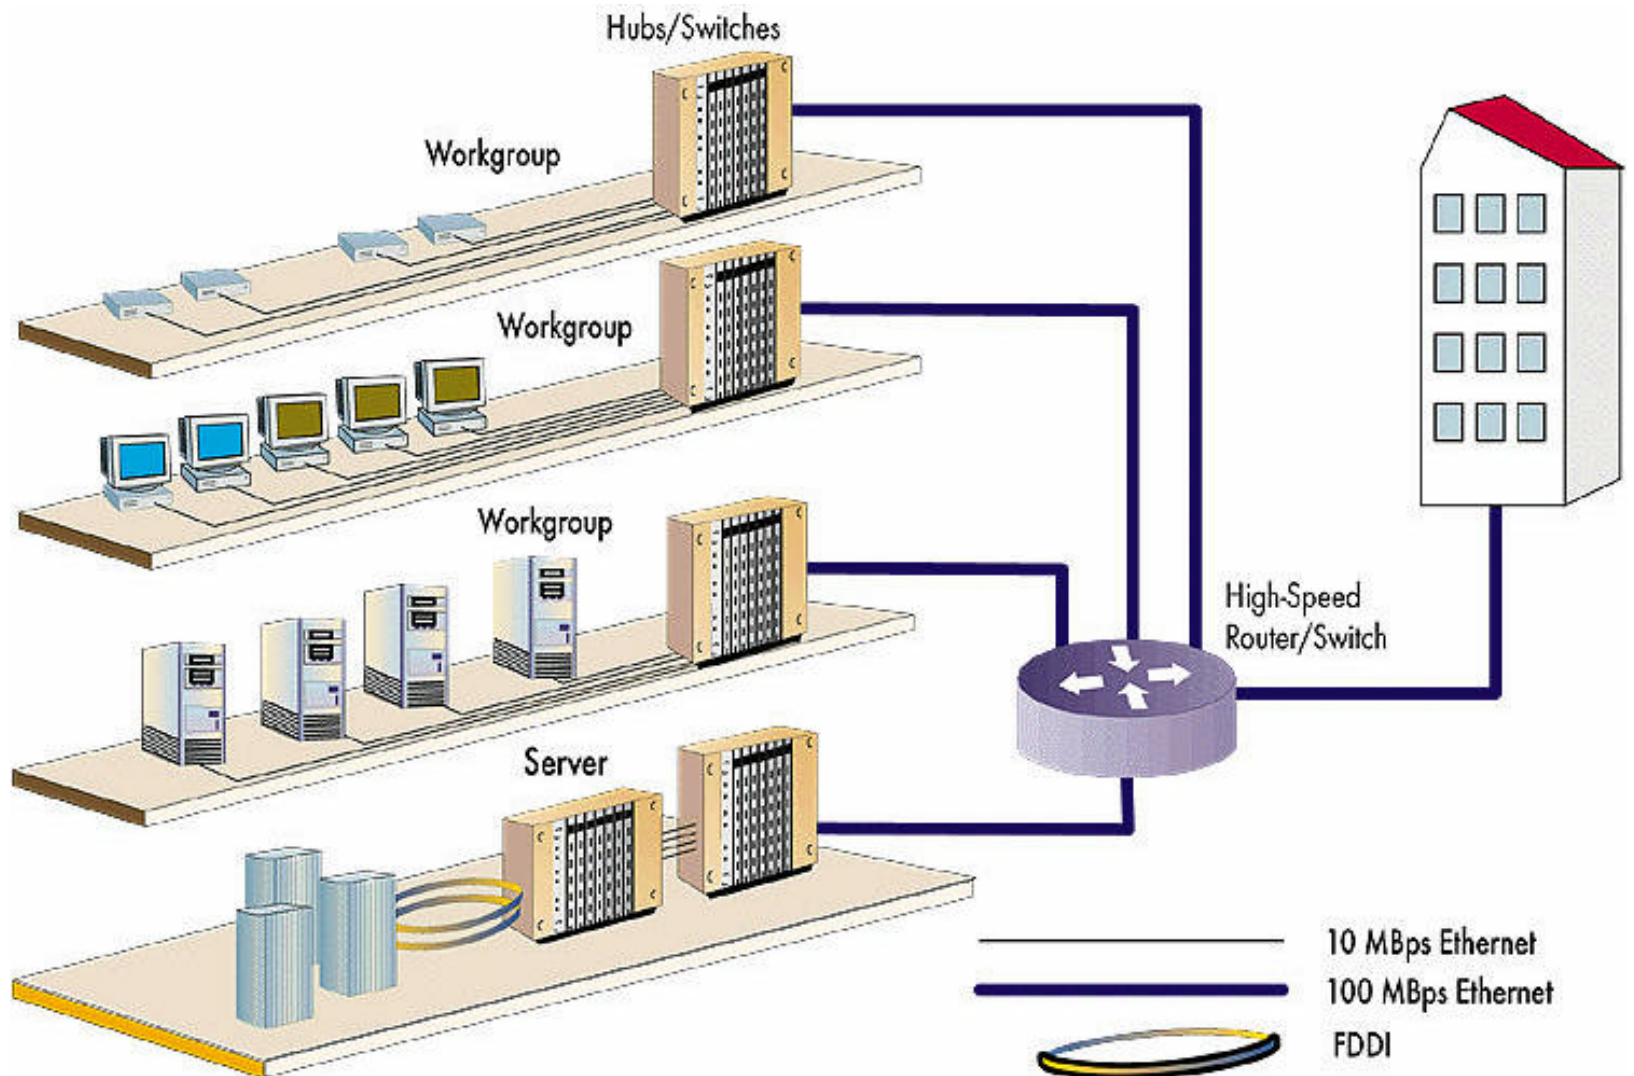 Hubs/Switches
Workgroup
Workgroup
Workgroup
High-Speed
Router/Switch
Server
10 MBps Ethernet
100 MBps Ethernet
FDDI